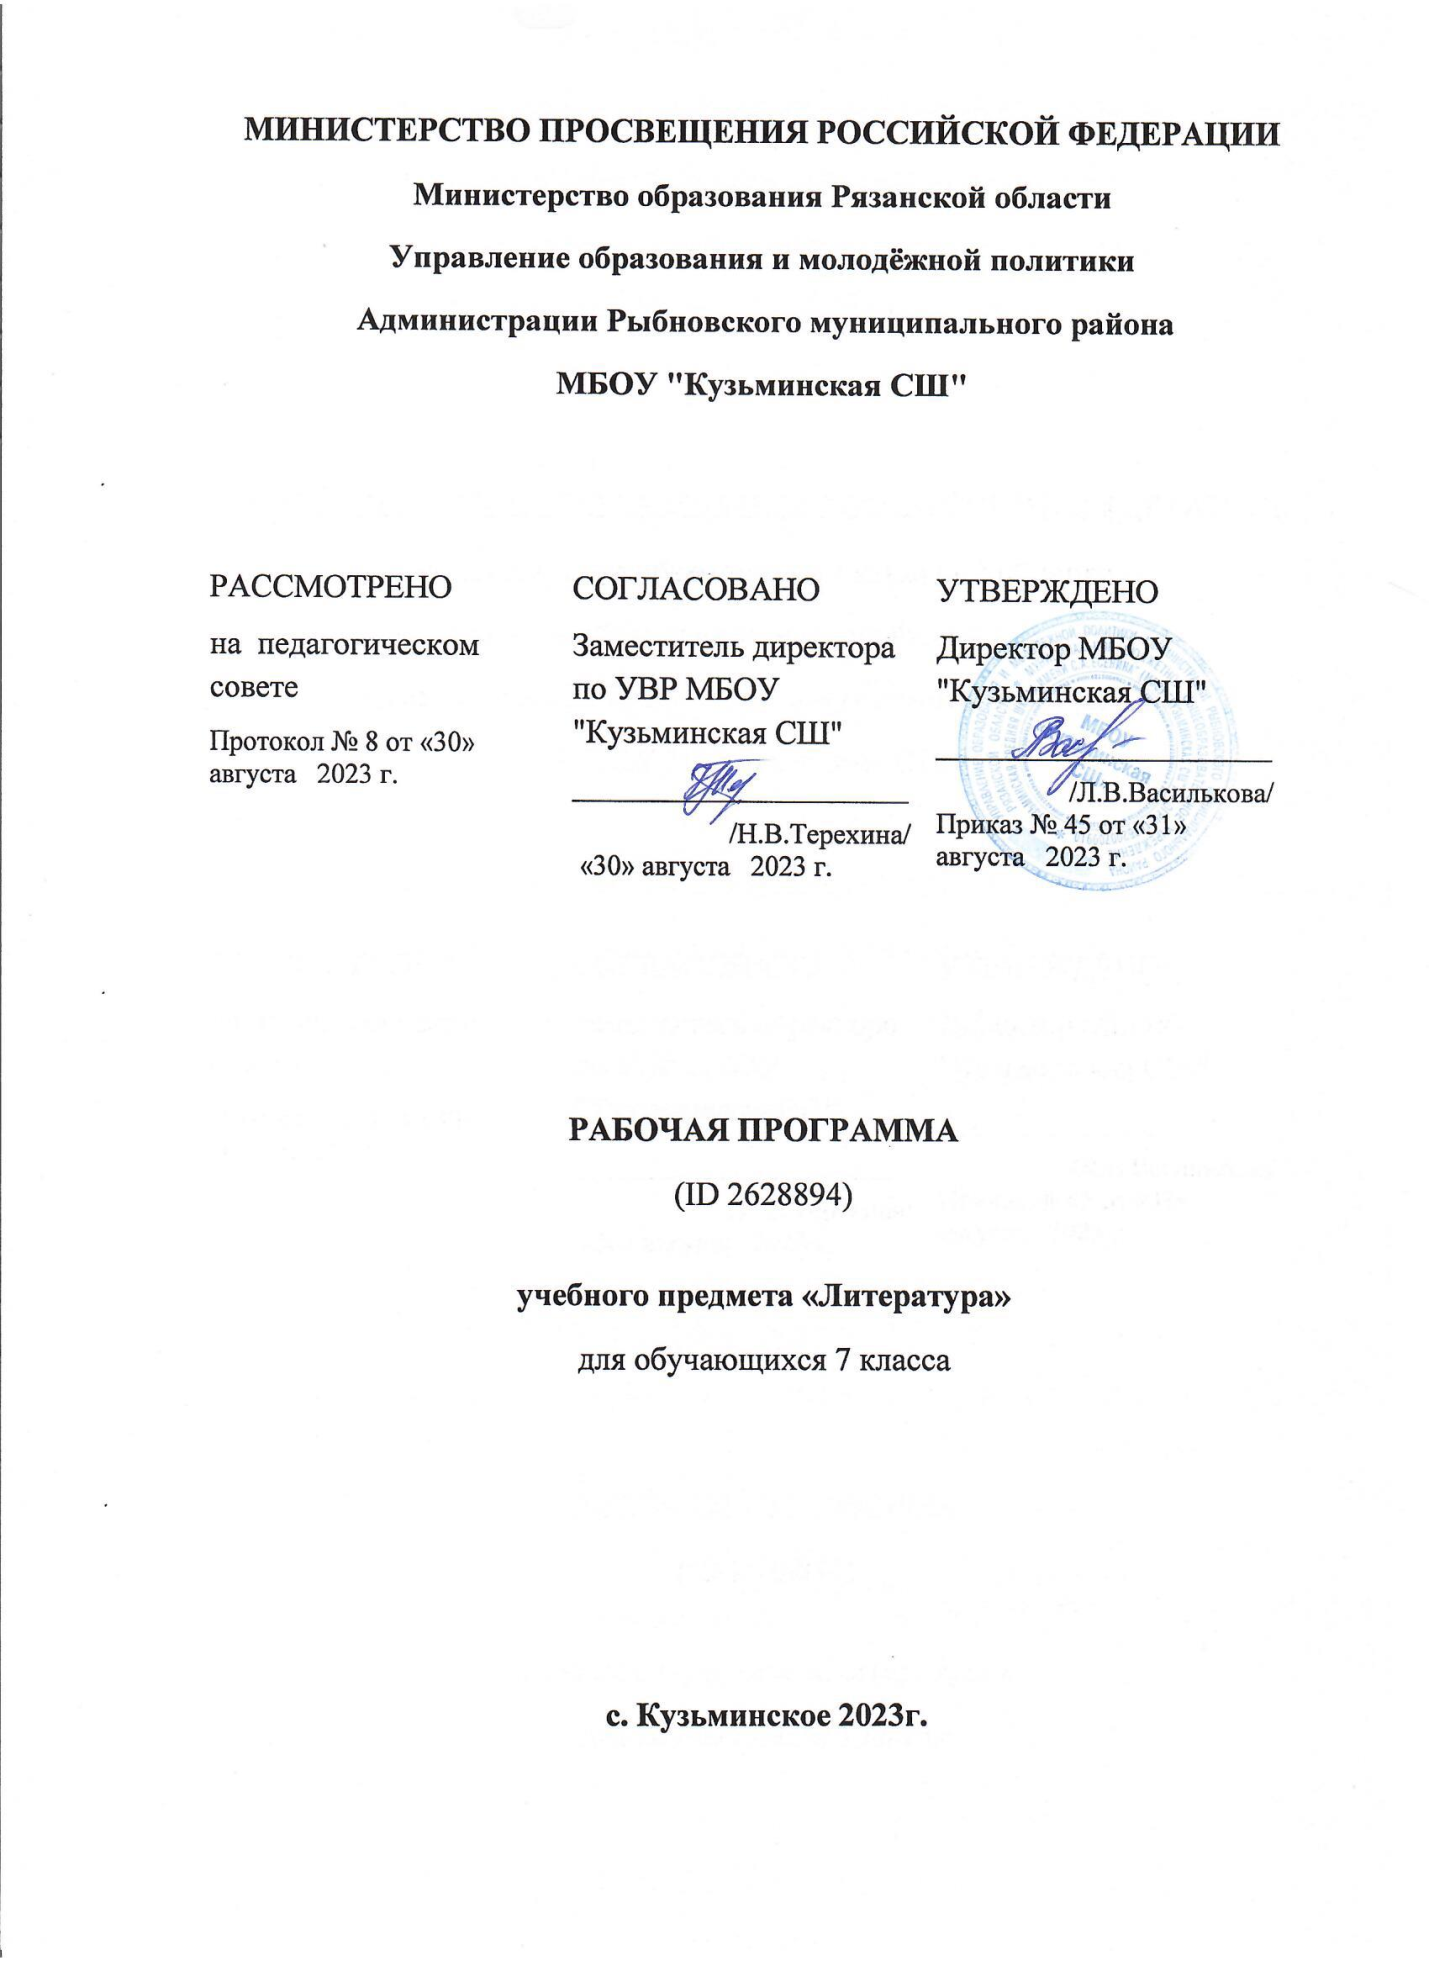 МИНИСТЕРСТВО ПРОСВЕЩЕНИЯ РОССИЙСКОЙ ФЕДЕРАЦИИ
Министерство образования Рязанской области
Управление образования и молодёжной политики
Администрации Рыбновского муниципального района
МБОУ "Кузьминская СШ"
РАССМОТРЕНО
на педагогическом
совете
Протокол № 8 от «30»
августа 2023 г.
СОГЛАСОВАНО
Заместитель директора
по УВР МБОУ
"Кузьминская СШ"
/Н.В.Терехина/
«30» августа 2023 г.
УТВЕРЖДЕНО
Директор МБОУ
"Кузьминская СШ"
/Л.В.Василькова/
Приказ № 45 от «31»
августа 2023 г.
РАБОЧАЯ ПРОГРАММА
(ID 2628894)
учебного предмета «Литература»
для обучающихся 7 класса
с. Кузьминское 2023г.